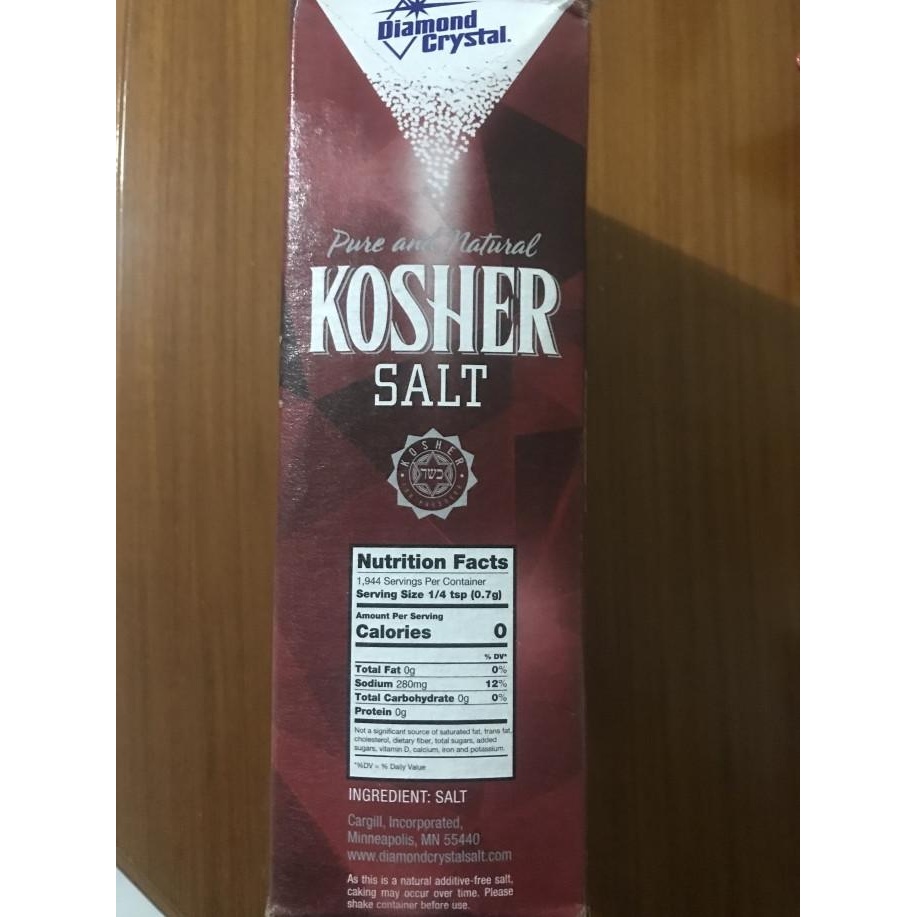 Diamond
Crystal.
Pure and Natural
KOSHER
SALT
KOSHER
כשר
FOR PASSOVER
Nutrition Facts
1,944 Servings Per Container
Serving Size 1/4 tsp (0.7g)
Amount Per Serving
Calories 0
% DV*
Total Fat 0g 0%
Sodium 280mg 12%
Total Carbohydrate 0g 0%
Protein 0g
Not a significant source of saturated fat, trans fat,
cholesterol, dietary fiber, total sugars, added
sugars, vitamin D, calcium, iron and potassium.
*%DV = % Daily Value
INGREDIENT: SALT
Cargill, Incorporated,
Minneapolis, MN 55440
www.diamondcrystalsalt.com
As this is a natural additive-free salt,
caking may occur over time. Please
shake container before use.